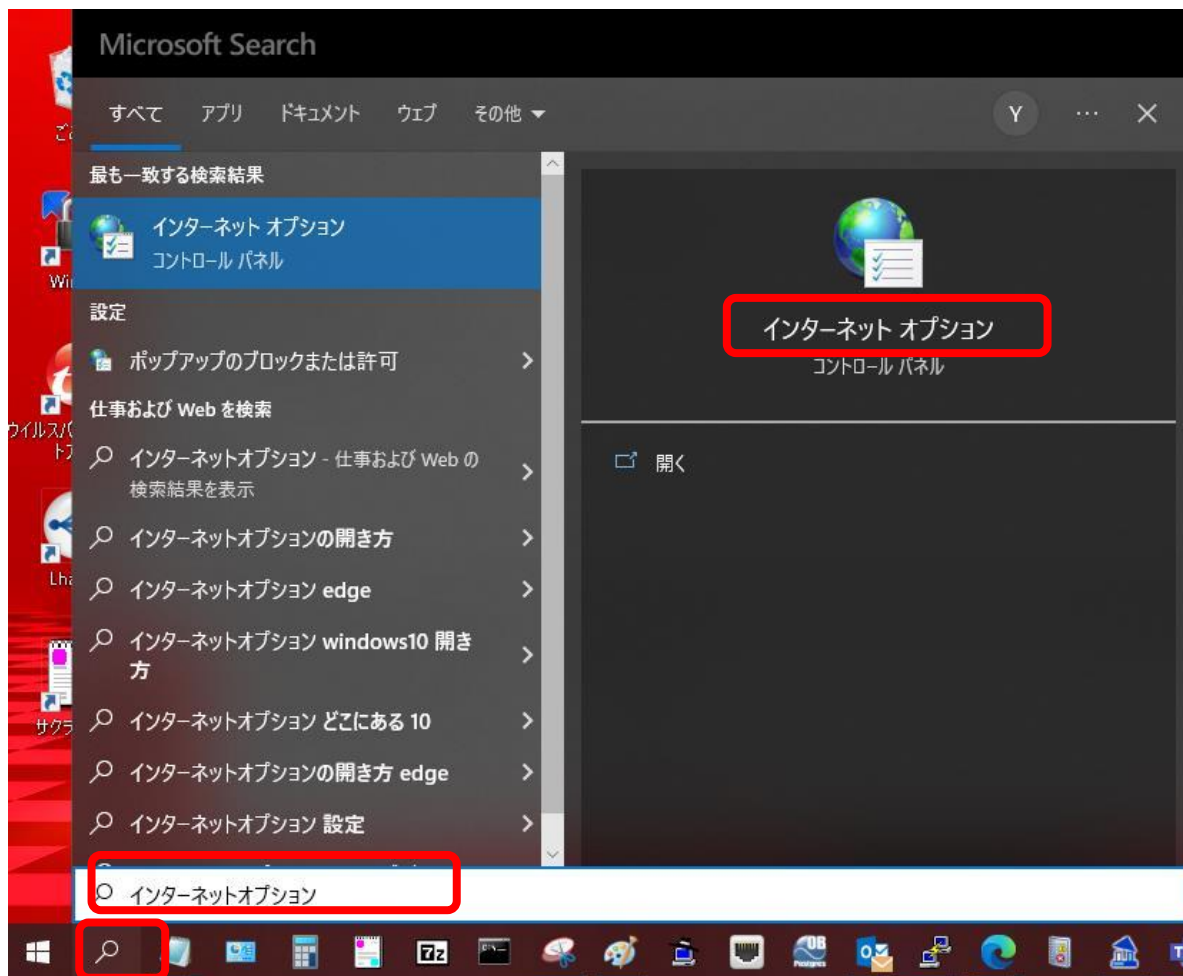 Microsoft Search
すべて アプリ ドキュメント ウェブ その他
Y
最も一致する検索結果
インターネット オプション
コントロール パネル
設定
ポップアップのブロックまたは許可
仕事および Web を検索
インターネットオプション - 仕事および Web の
検索結果を表示
インターネットオプションの開き方
インターネットオプション edge
インターネットオプション windows10 開き
方
インターネットオプション どこにある 10
インターネットオプションの開き方 edge
インターネットオプション 設定
インターネットオプション
インターネット オプション
コントロール パネル
開く
Lha
サクラ
7z